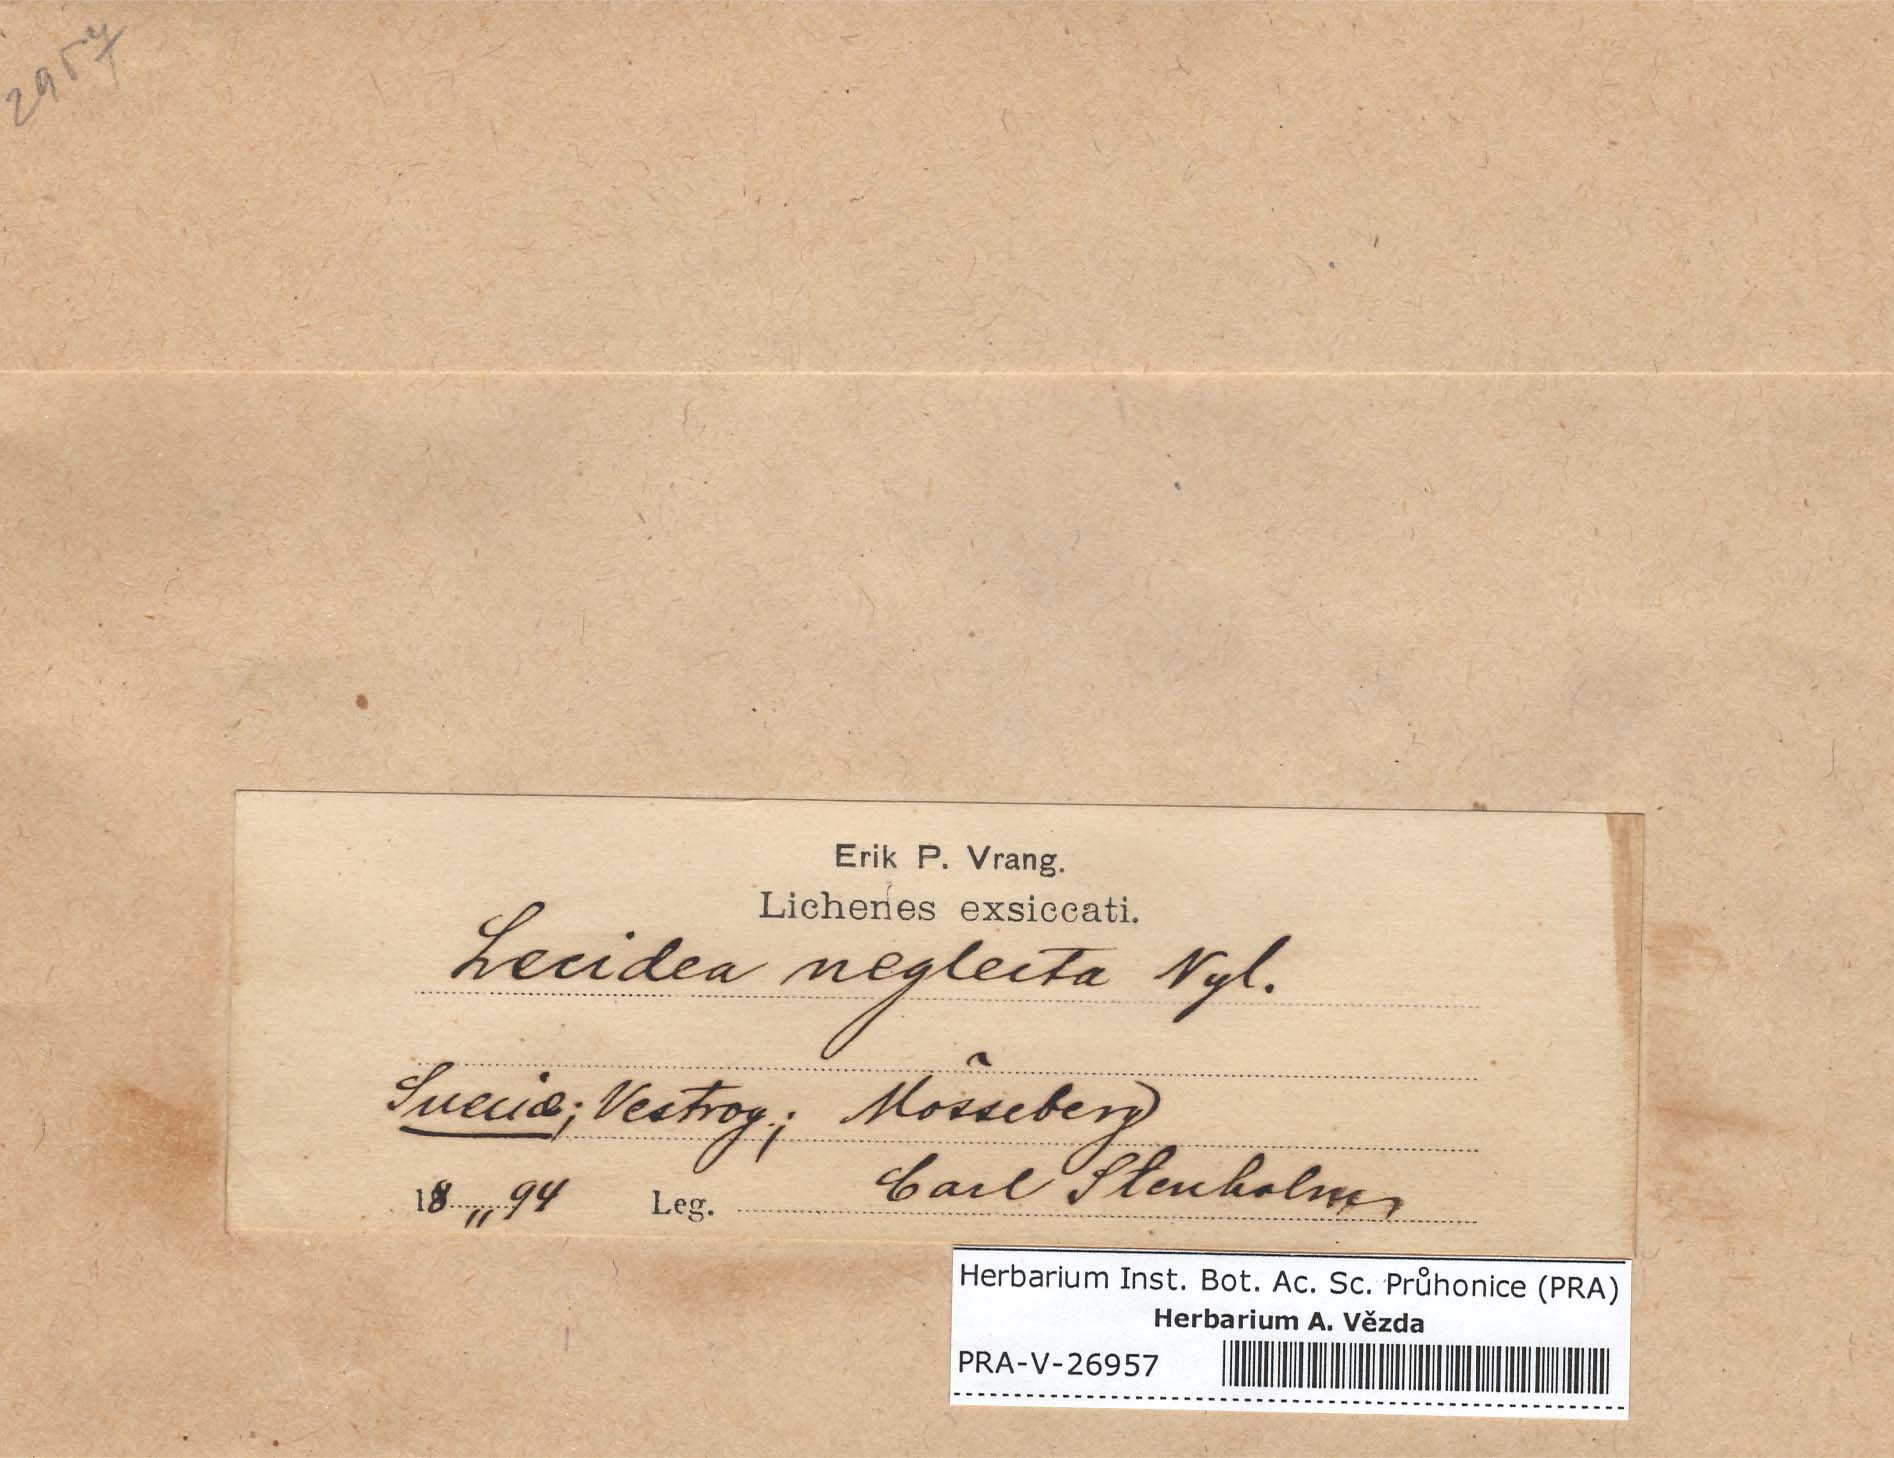 2957
Erik P. Vrang.
Lichenes exsiccati.
Lecidea neglecta Nyl.
Sueciæ; Vestrog.; Mösseberg
18 „ 94 Leg. Carl Stenholm
Herbarium Inst. Bot. Ac. Sc. Průhonice (PRA)
Herbarium A. Vězda
PRA-V-26957